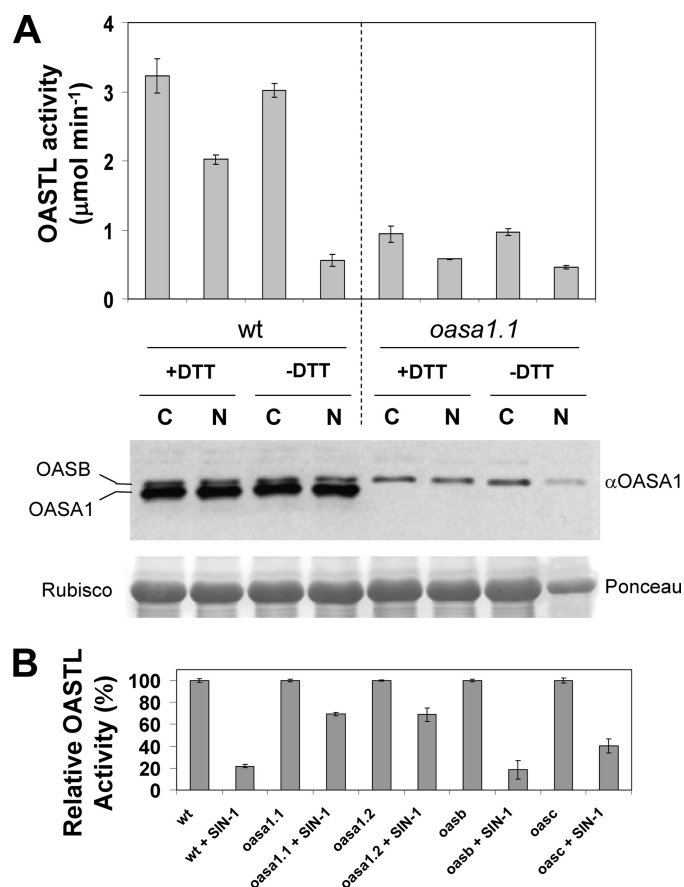 A
OASTL activity
(μmol min-1)
4
3
2
1
0
wt
oasa1.1
+DTT
-DTT
+DTT
-DTT
C N C N C N C N
OASB
OASA1
αOASA1
Rubisco
Ponceau
B
Relative OASTL
Activity (%)
100
80
60
40
20
0
wt
wt + SIN-1
oasa1.1
oasa1.1 + SIN-1
oasa1.2
oasa1.2 + SIN-1
oasb
oasb + SIN-1
oasc
oasc + SIN-1